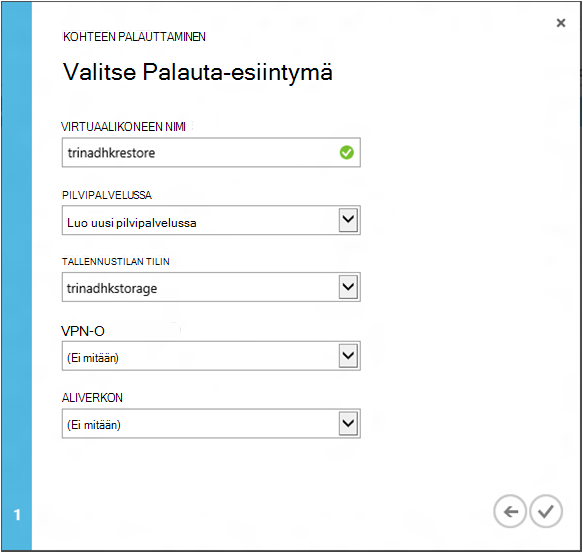 KOHTEEN PALAUTTAMINEN
Valitse Palauta-esiintymä
VIRTUAALIKONEEN NIMI
trinadhkrestore
PILVIPALVELUSSA
Luo uusi pilvipalvelussa
TALLENNUSTILAN TILIN
trinadhkstorage
VPN-O
(Ei mitään)
ALIVERKON
(Ei mitään)
1